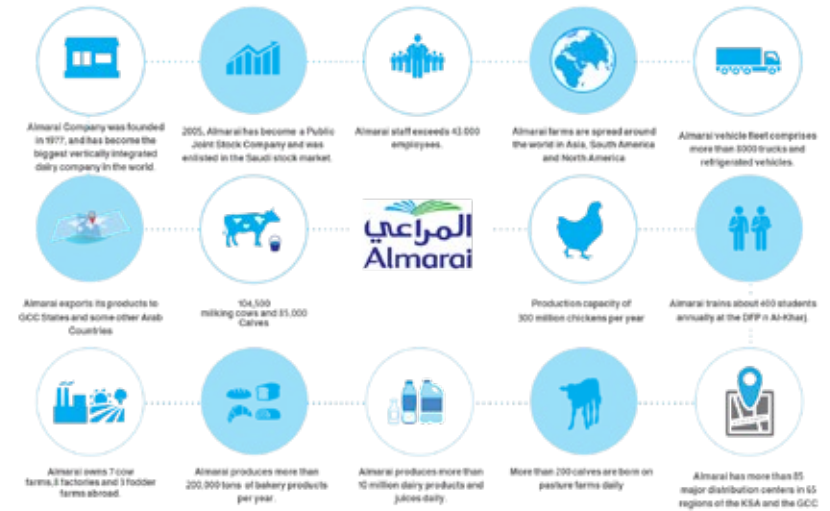 Almarai Company was founded
in 1977, and has become the
biggest vertically integrated
dairy company in the world.
2005, Almarai has become a Public
Joint Stock Company and was
enlisted in the Saudi stock market.
Almarai staff exceeds 43.000
employees.
Almarai farms are spread around
the world in Asia, South America
and North America
Almarai vehicle fleet comprises
more than 8000 trucks and
refrigerated vehicles.
Almarai exports its products to
GCC States and some other Arab
Countries
104,500
milking cows and 85,000
Calves
المراعي
Almarai
Production capacity of
300 million chickens per year
Almarai trains about 400 students
annually at the in Al-Kharj.
Almarai owns 7 cow
farms, factories and fodder
farms abroad.
Almarai produces more than
200,000 tons of bakery products
per year.
Almarai produces more than
10 million dairy products and
juices daily.
More than 200 calves are born on
pasture farms daily
Almarai has more than 85
major distribution centers in 65
regions of the KSA and the GCC